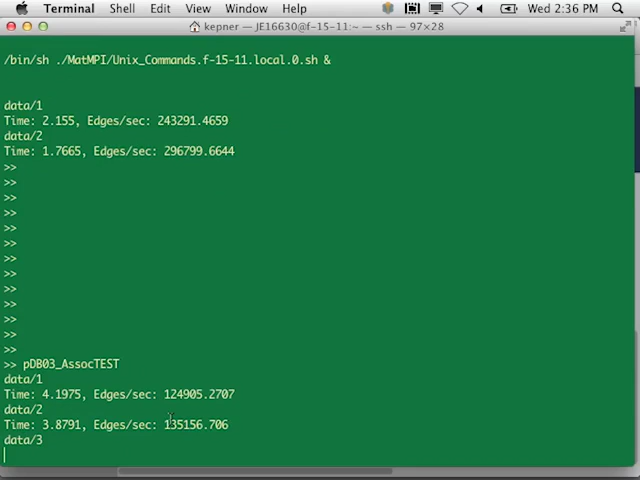 Terminal Shell Edit View Window Help Wed 2:36 PM
kepner — JE16630@f-15-11:~ — ssh — 97×28
/bin/sh ./MatMPI/Unix_Commands.f-15-11.local.0.sh &
data/1
Time: 2.155, Edges/sec: 243291.4659
data/2
Time: 1.7665, Edges/sec: 296799.6644
>>
>>
>>
>>
>>
>>
>>
>>
>>
>>
>>
>>
>>
>> pDB03_AssocTEST
data/1
Time: 4.1975, Edges/sec: 124905.2707
data/2
Time: 3.8791, Edges/sec: 135156.706
data/3